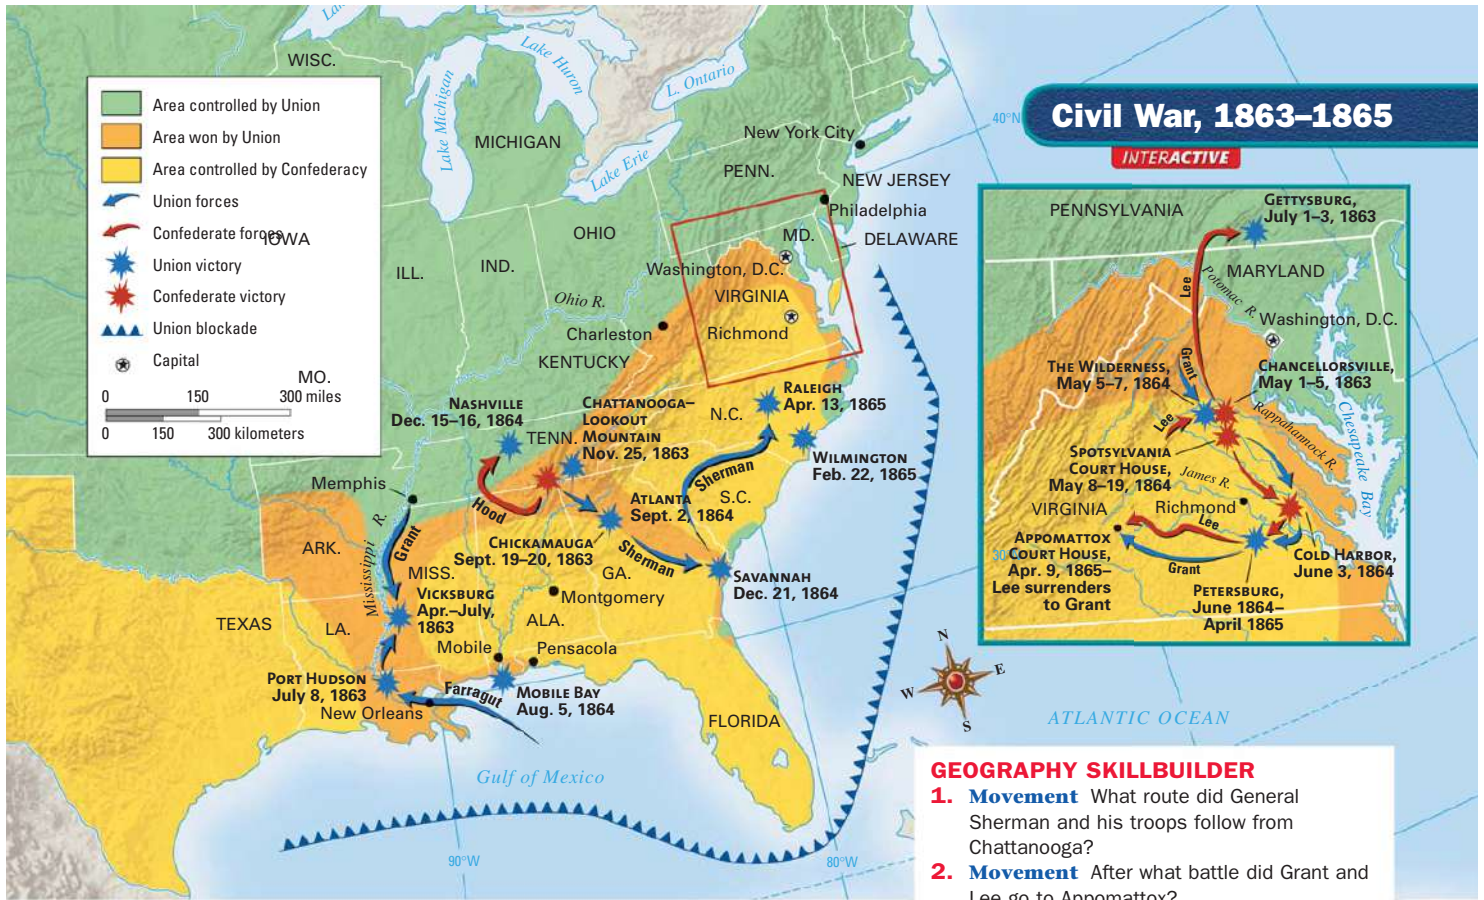 Civil War, 1863–1865
INTERACTIVE
Area controlled by Union
Area won by Union
Area controlled by Confederacy
Union forces
Confederate forces
Union victory
Confederate victory
Union blockade
Capital
0 150 300 miles
0 150 300 kilometers
WISC.
IOWA
MO.
MICHIGAN
Lake Michigan
Lake Huron
L. Ontario
Lake Erie
New York City
PENN.
NEW JERSEY
Philadelphia
OHIO
MD.
DELAWARE
ILL.
IND.
Washington, D.C.
VIRGINIA
Ohio R.
Charleston
Richmond
KENTUCKY
NASHVILLE
Dec. 15–16, 1864
CHATTANOOGA–
LOOKOUT
MOUNTAIN
Nov. 25, 1863
TENN.
N.C.
RALEIGH
Apr. 13, 1865
WILMINGTON
Feb. 22, 1865
Memphis
Mississippi
R.
Grant
Hood
ATLANTA
Sept. 2, 1864
Sherman
S.C.
ARK.
CHICKAMAUGA
Sept. 19–20, 1863
Sherman
MISS.
GA.
SAVANNAH
Dec. 21, 1864
VICKSBURG
Apr.–July,
1863
Montgomery
ALA.
TEXAS
LA.
Mobile
Pensacola
PORT HUDSON
July 8, 1863
Farragut
MOBILE BAY
Aug. 5, 1864
New Orleans
FLORIDA
Gulf of Mexico
ATLANTIC OCEAN
40°N
30°
90°W
80°W
N
E
W
S
PENNSYLVANIA
GETTYSBURG,
July 1–3, 1863
MARYLAND
Lee
Potomac R.
Washington, D.C.
Grant
THE WILDERNESS,
May 5–7, 1864
CHANCELLORSVILLE,
May 1–5, 1863
Lee
Rappahannock R.
Chesapeake Bay
SPOTSYLVANIA
COURT HOUSE,
May 8–19, 1864
James R.
VIRGINIA
Richmond
Lee
APPOMATTOX
COURT HOUSE,
Apr. 9, 1865–
Lee surrenders
to Grant
Grant
COLD HARBOR,
June 3, 1864
PETERSBURG,
June 1864–
April 1865
GEOGRAPHY SKILLBUILDER
1. Movement What route did General
Sherman and his troops follow from
Chattanooga?
2. Movement After what battle did Grant and
Lee go to Appomattox?